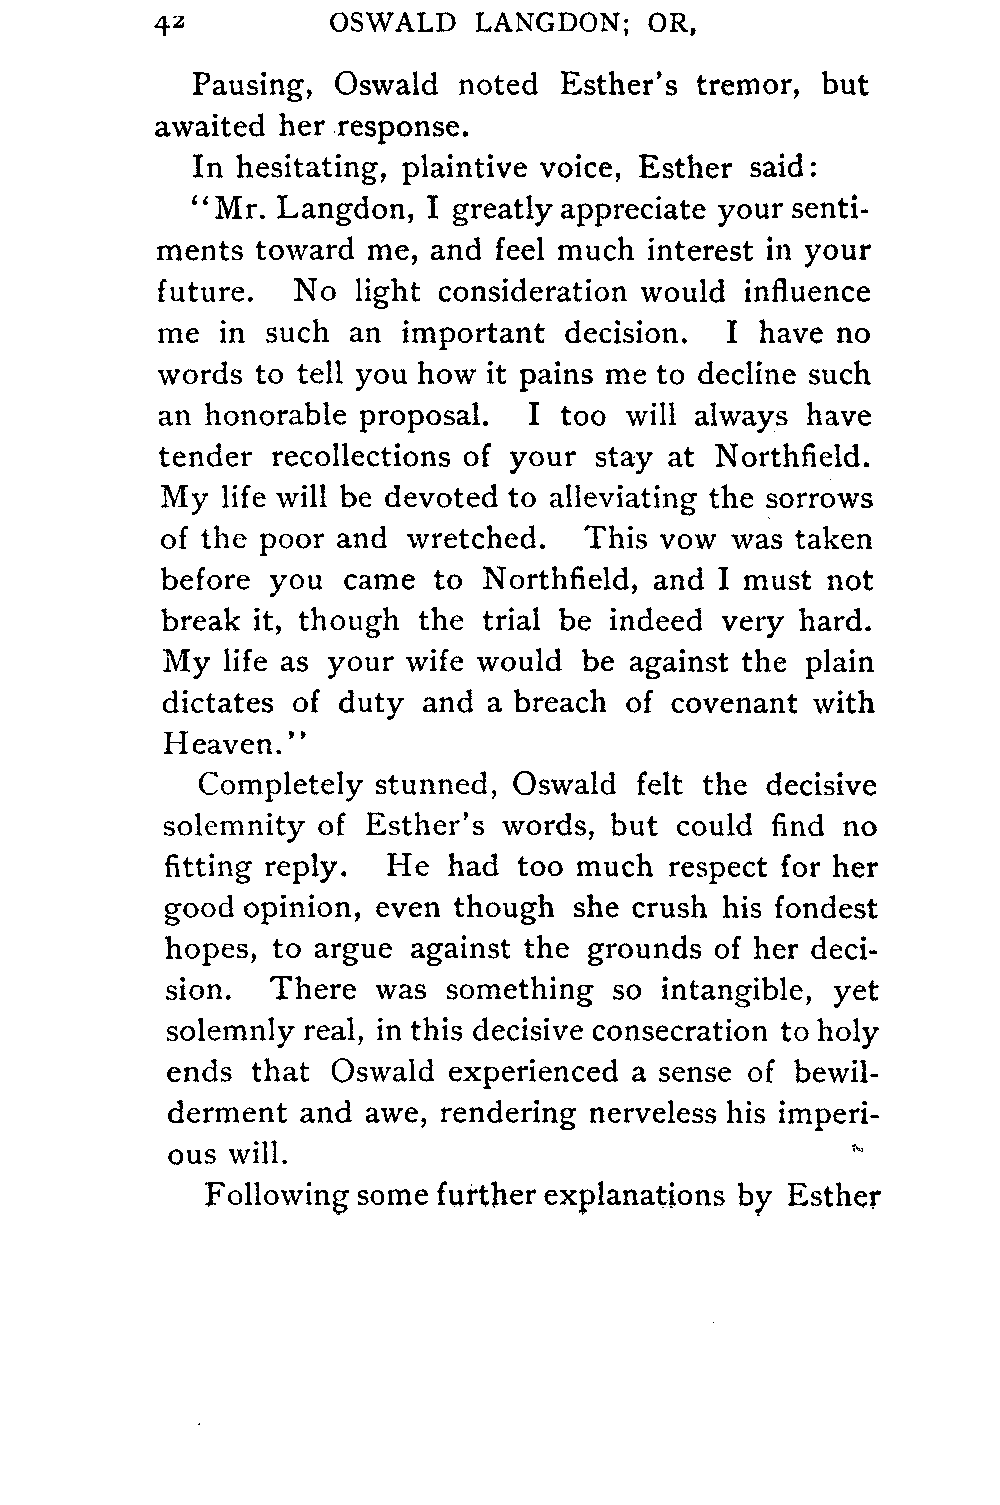 42 OSWALD LANGDON; OR,
Pausing, Oswald noted Esther's tremor, but
awaited her response.
In hesitating, plaintive voice, Esther said:
"Mr. Langdon, I greatly appreciate your senti-
ments toward me, and feel much interest in your
future. No light consideration would influence
me in such an important decision. I have no
words to tell you how it pains me to decline such
an honorable proposal. I too will always have
tender recollections of your stay at Northfield.
My life will be devoted to alleviating the sorrows
of the poor and wretched. This vow was taken
before you came to Northfield, and I must not
break it, though the trial be indeed very hard.
My life as your wife would be against the plain
dictates of duty and a breach of covenant with
Heaven."
Completely stunned, Oswald felt the decisive
solemnity of Esther's words, but could find no
fitting reply. He had too much respect for her
good opinion, even though she crush his fondest
hopes, to argue against the grounds of her deci-
sion. There was something so intangible, yet
solemnly real, in this decisive consecration to holy
ends that Oswald experienced a sense of bewil-
derment and awe, rendering nerveless his imperi-
ous will.
Following some further explanations by Esther